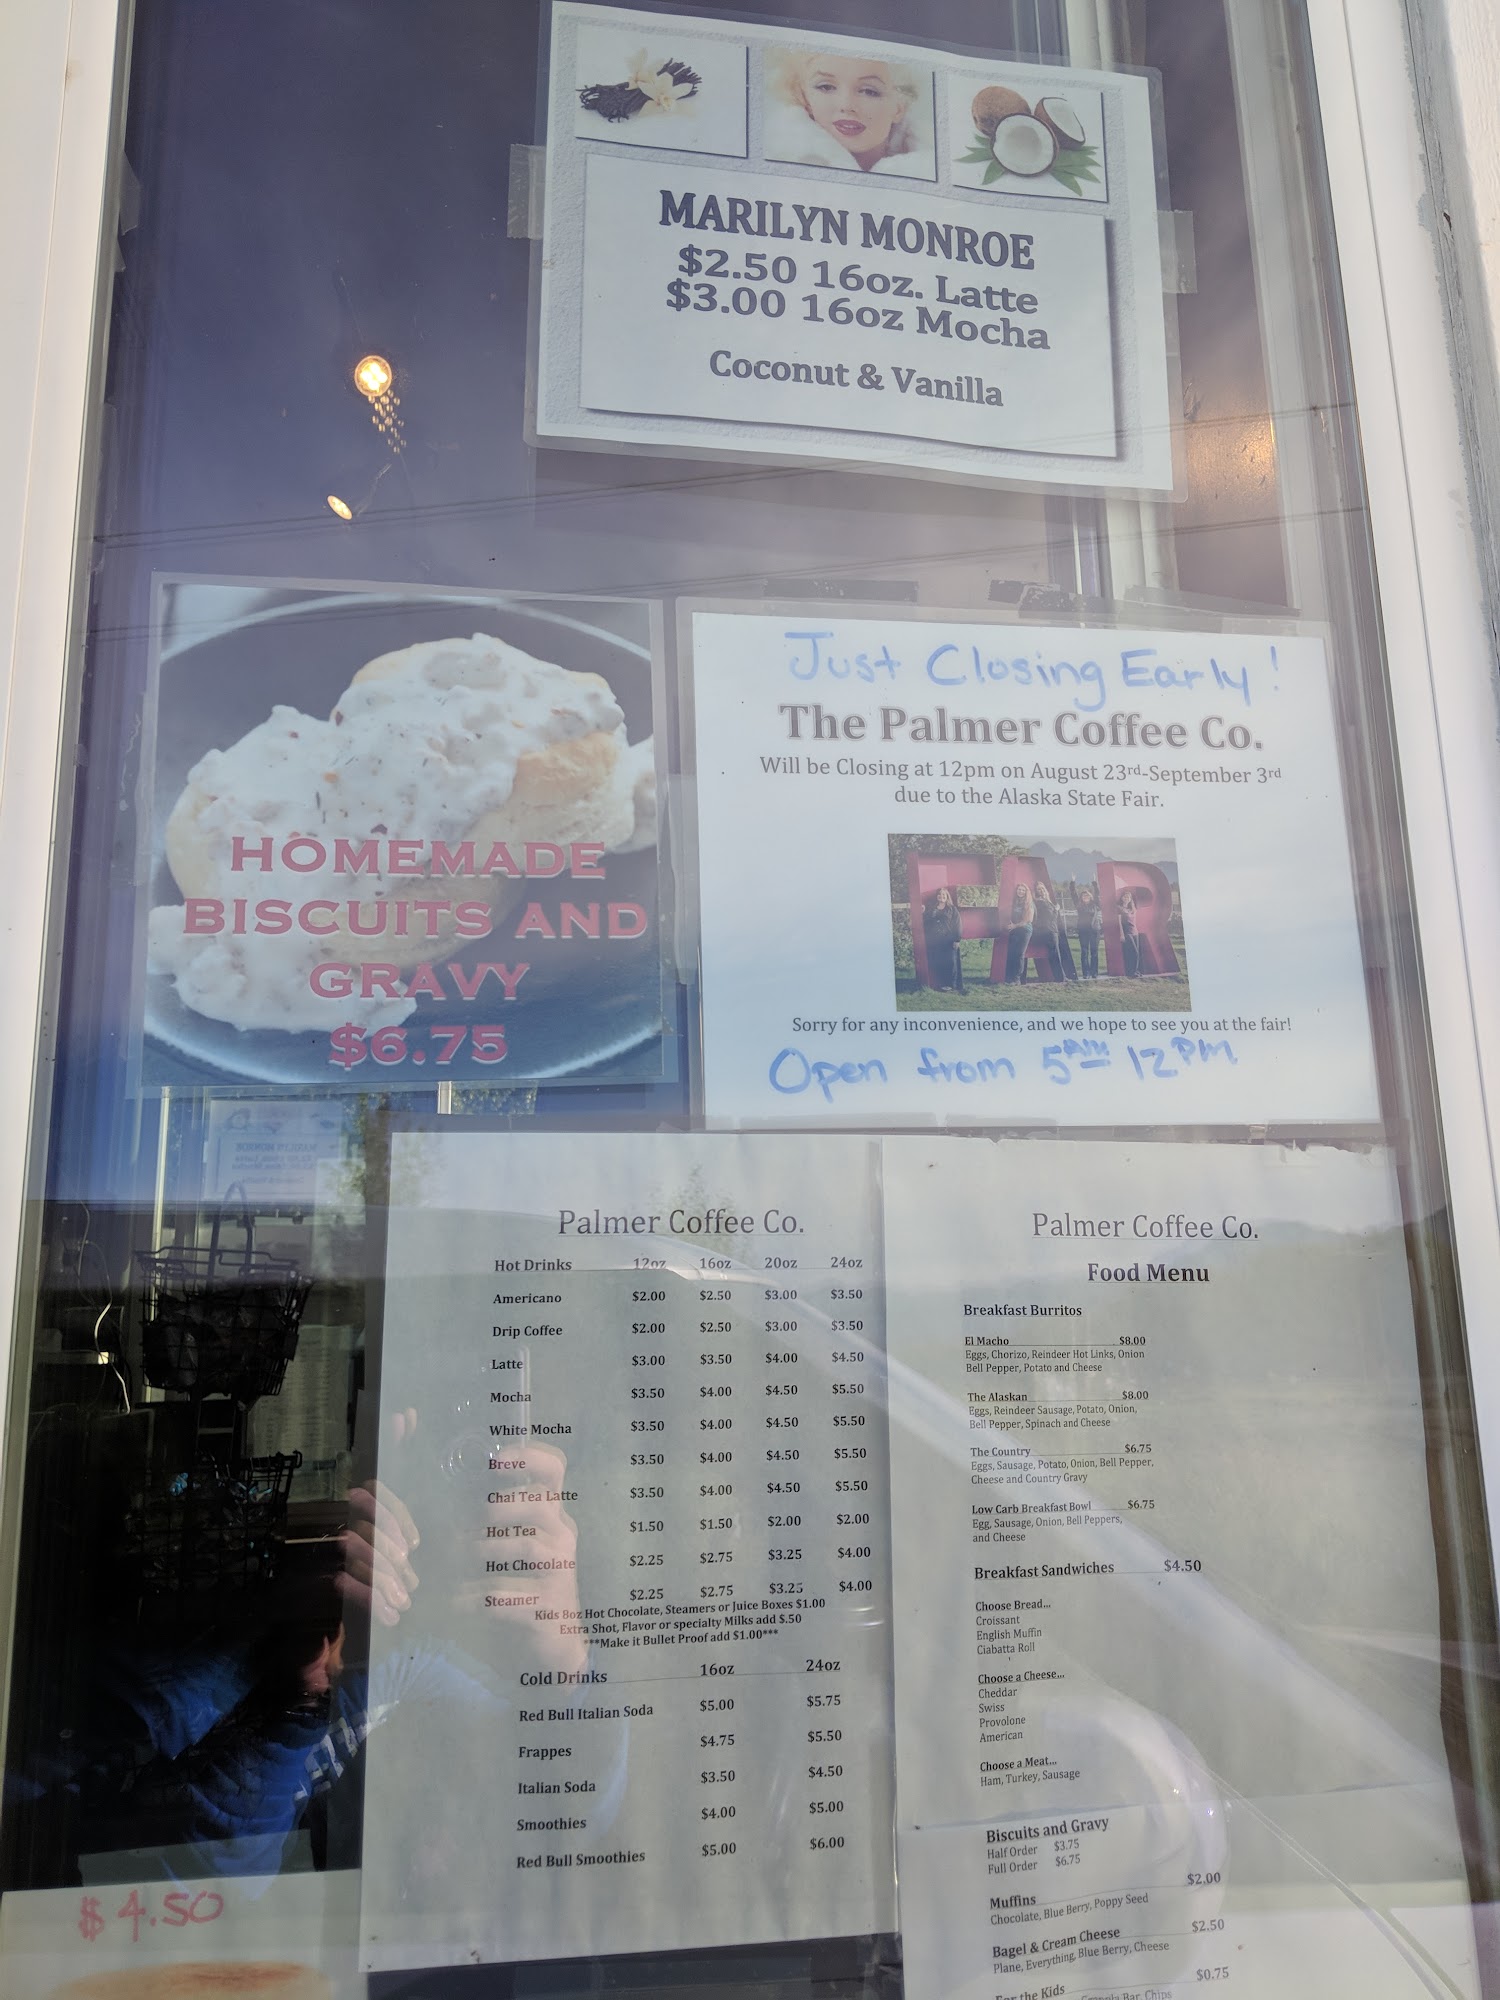 MARILYN MONROE
$2.50 16oz. Latte
$3.00 16oz Mocha
Coconut & Vanilla
HOMEMADE
BISCUITS AND
GRAVY
$6.75
Just Closing Early!
The Palmer Coffee Co.
Will be Closing at 12pm on August 23rd-September 3rd
due to the Alaska State Fair.
FAIR
Sorry for any inconvenience, and we hope to see you at the fair!
Open from 5AM 12PM
Palmer Coffee Co.
Hot Drinks 12oz 16oz 20oz 24oz
Americano $2.00 $2.50 $3.00 $3.50
Drip Coffee $2.00 $2.50 $3.00 $3.50
Latte $3.00 $3.50 $4.00 $4.50
Mocha $3.50 $4.00 $4.50 $5.50
White Mocha $3.50 $4.00 $4.50 $5.50
Breve $3.50 $4.00 $4.50 $5.50
Chai Tea Latte $3.50 $4.00 $4.50 $5.50
Hot Tea $1.50 $1.50 $2.00 $2.00
Hot Chocolate $2.25 $2.75 $3.25 $4.00
Steamer $2.25 $2.75 $3.25 $4.00
Kids 8oz Hot Chocolate, Steamers or Juice Boxes $1.00
Extra Shot, Flavor or specialty Milks add $.50
***Make it Bullet Proof add $1.00***
Cold Drinks 16oz 24oz
Red Bull Italian Soda $5.00 $5.75
Frappes $4.75 $5.50
Italian Soda $3.50 $4.50
Smoothies $4.00 $5.00
Red Bull Smoothies $5.00 $6.00
Palmer Coffee Co.
Food Menu
Breakfast Burritos
El Macho $8.00
Eggs, Chorizo, Reindeer Hot Links, Onion
Bell Pepper, Potato and Cheese
The Alaskan $8.00
Eggs, Reindeer Sausage, Potato, Onion,
Bell Pepper, Spinach and Cheese
The Country $6.75
Eggs, Sausage, Potato, Onion, Bell Pepper,
Cheese and Country Gravy
Low Carb Breakfast Bowl $6.75
Egg, Sausage, Onion, Bell Peppers,
and Cheese
Breakfast Sandwiches $4.50
Choose Bread...
Croissant
English Muffin
Ciabatta Roll
Choose a Cheese...
Cheddar
Swiss
Provolone
American
Choose a Meat...
Ham, Turkey, Sausage
Biscuits and Gravy
Half Order $3.75
Full Order $6.75
Muffins $2.00
Chocolate, Blue Berry, Poppy Seed
Bagel & Cream Cheese $2.50
Plane, Everything, Blue Berry, Cheese
For the Kids $0.75
Granola Bar, Chips
$4.50